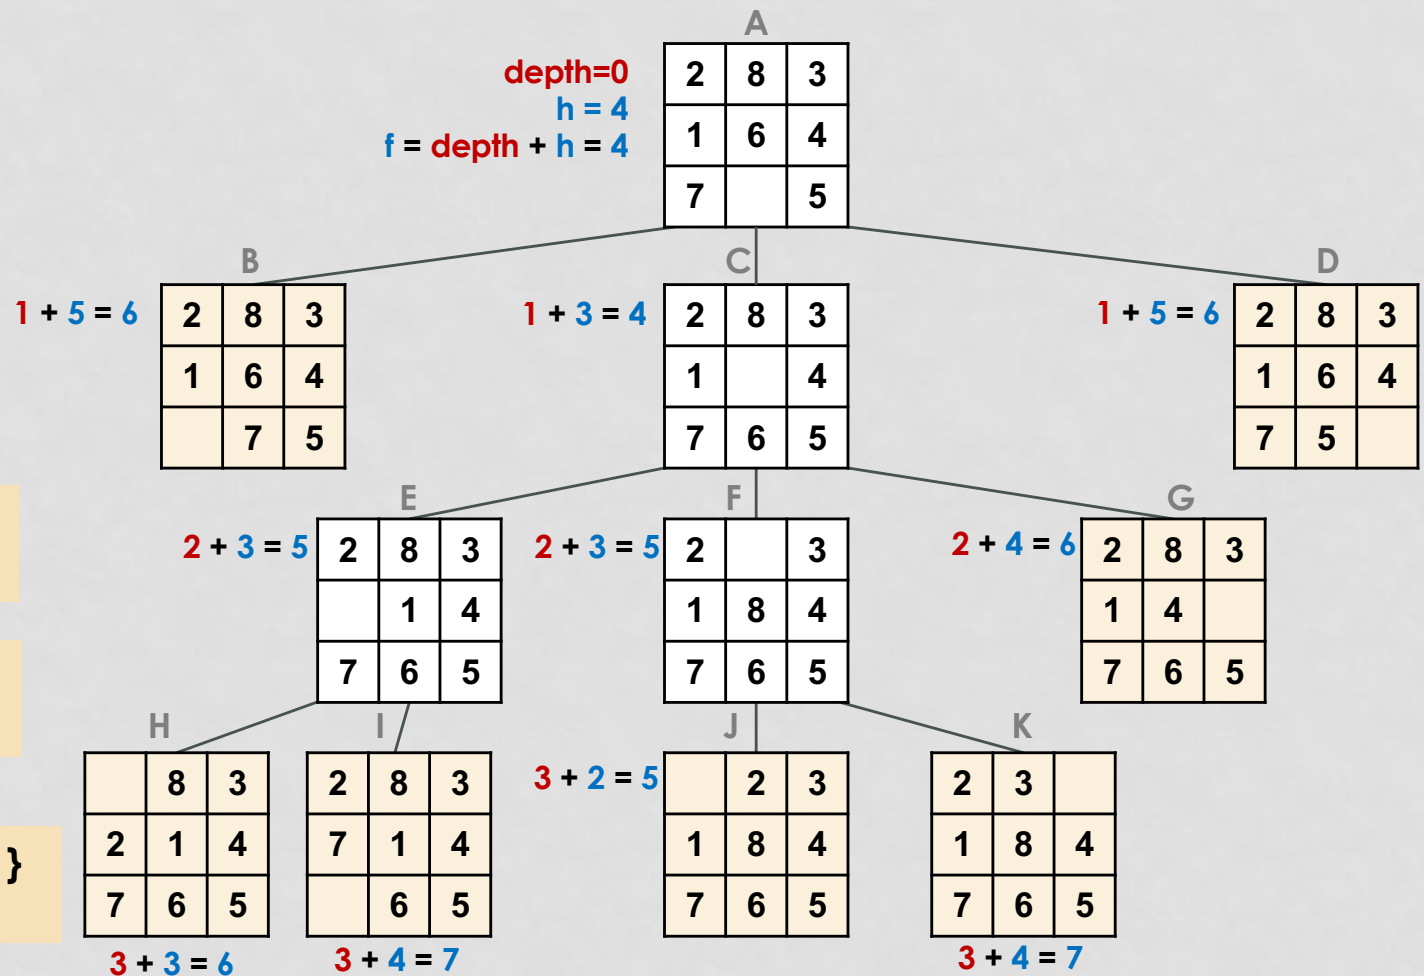 A
depth=0
h = 4
f = depth + h = 4
2 8 3
1 6 4
7 5
B
1 + 5 = 6
2 8 3
1 6 4
7 5
C
1 + 3 = 4
2 8 3
1 4
7 6 5
D
1 + 5 = 6
2 8 3
1 6 4
7 5
E
2 + 3 = 5
2 8 3
1 4
7 6 5
F
2 + 3 = 5
2 3
1 8 4
7 6 5
G
2 + 4 = 6
2 8 3
1 4
7 6 5
H
8 3
2 1 4
7 6 5
3 + 3 = 6
I
2 8 3
7 1 4
6 5
3 + 4 = 7
J
3 + 2 = 5
2 3
1 8 4
7 6 5
K
2 3
1 8 4
7 6 5
3 + 4 = 7
}